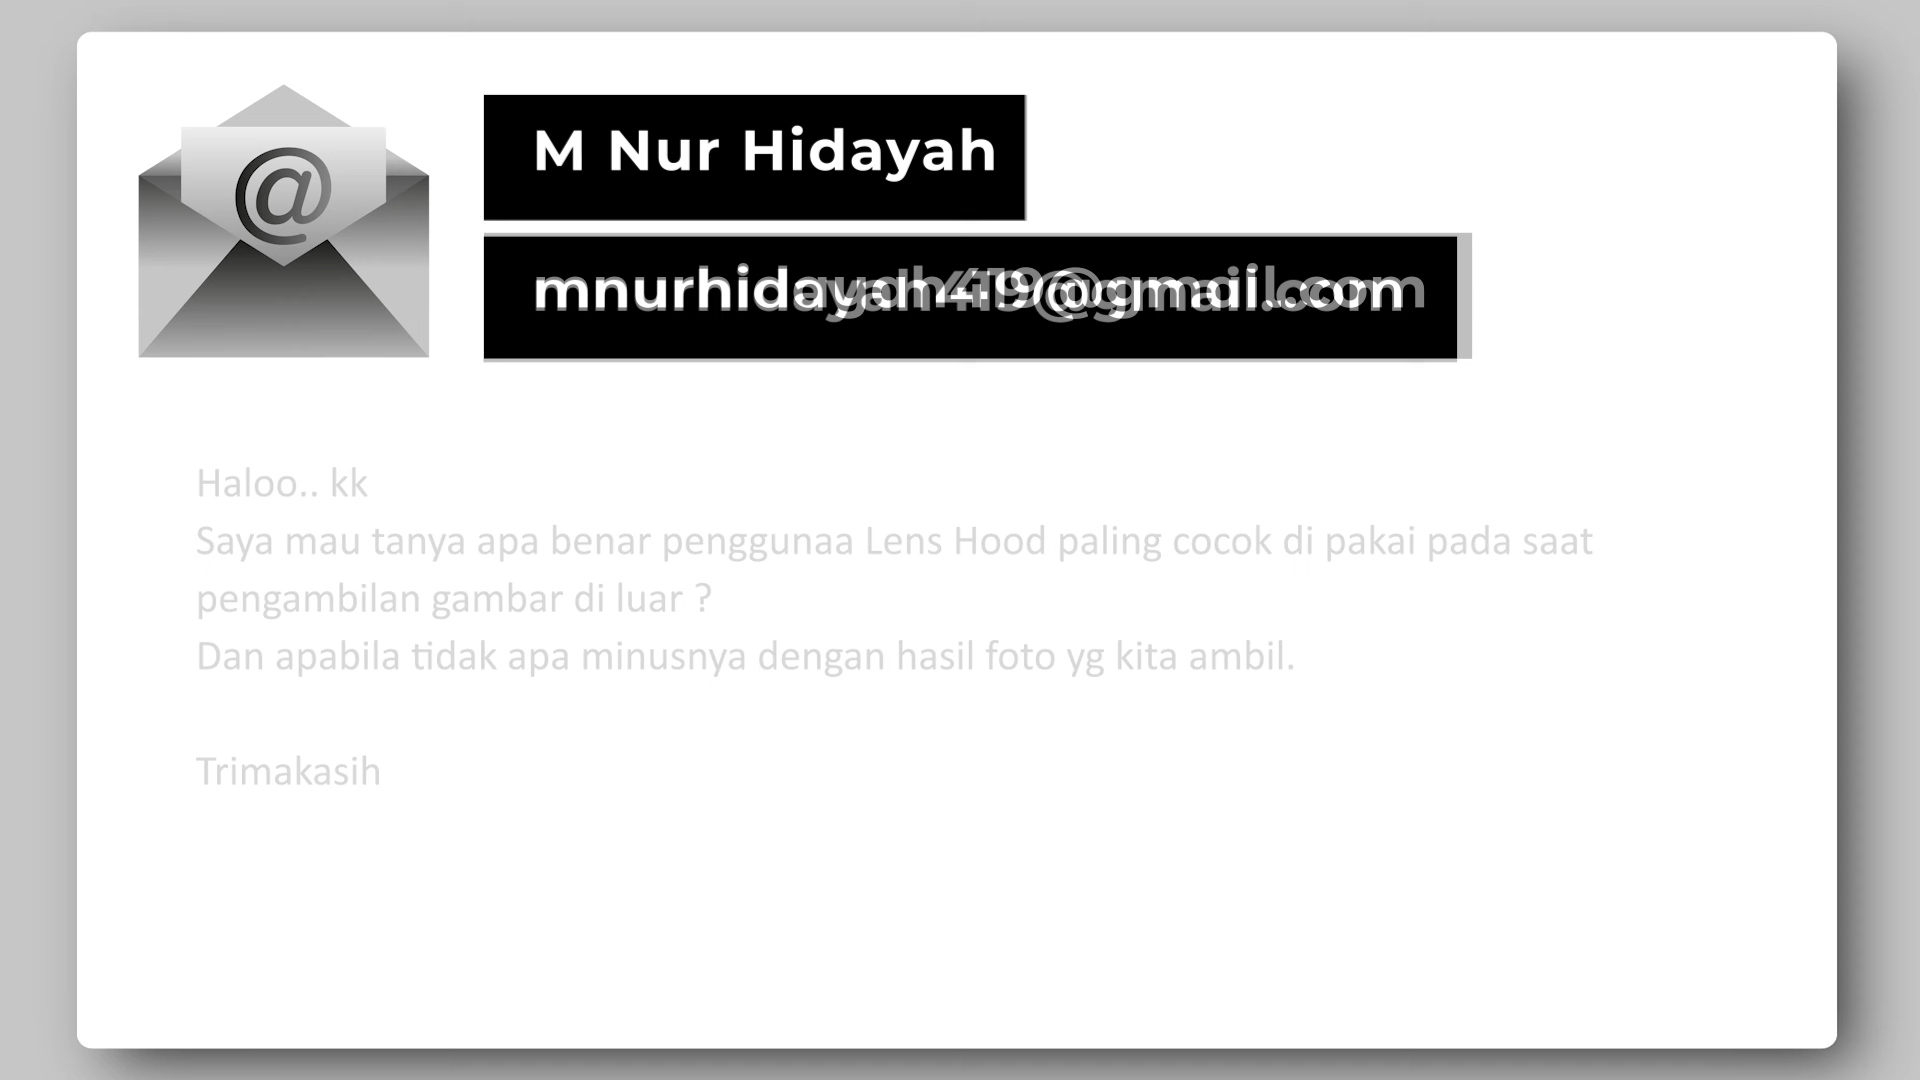 @
M Nur Hidayah
mnurhidayah419@gmail.com
Haloo.. kk
Saya mau tanya apa benar penggunaa Lens Hood paling cocok di pakai pada saat
pengambilan gambar di luar ?
Dan apabila tidak apa minusnya dengan hasil foto yg kita ambil.
Trimakasih